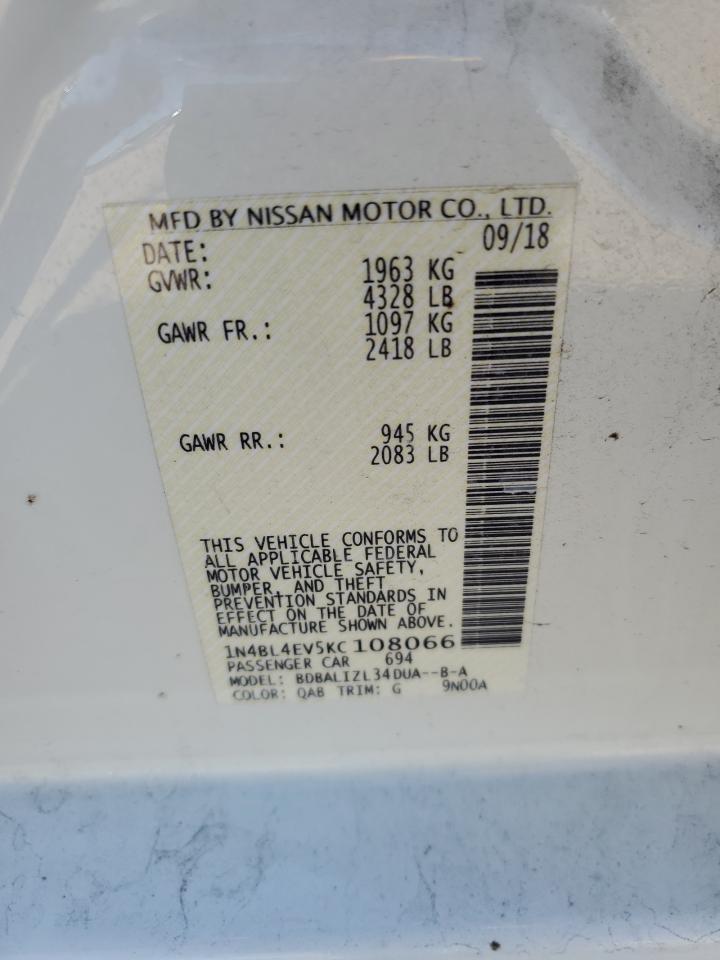 MFD BY NISSAN MOTOR CO., LTD.
DATE: 09/18
GVWR: 1963 KG
4328 LB
GAWR FR.: 1097 KG
2418 LB
GAWR RR.: 945 KG
2083 LB
THIS VEHICLE CONFORMS TO
ALL APPLICABLE FEDERAL
MOTOR VEHICLE SAFETY,
BUMPER, AND THEFT
PREVENTION STANDARDS IN
EFFECT ON THE DATE OF
MANUFACTURE SHOWN ABOVE.
1N4BL4EV5KC108066
PASSENGER CAR 694
MODEL: BDBALIZL34DUA--B-A
COLOR: QAB TRIM: G 9N00A